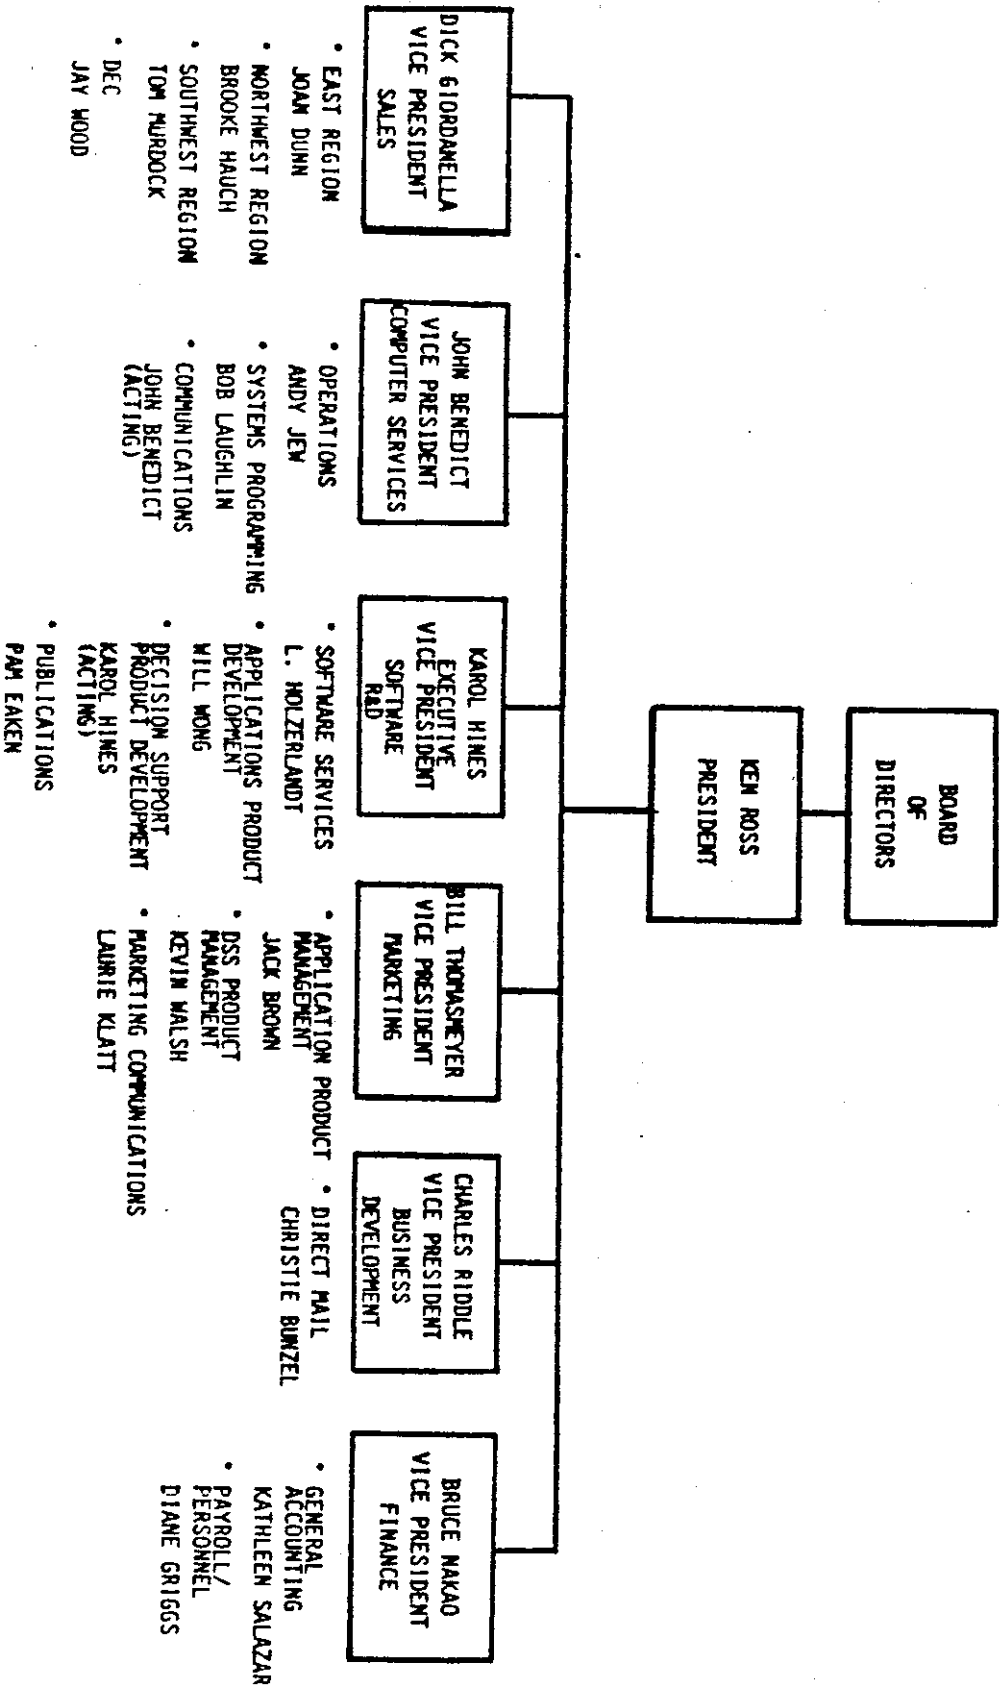 BOARD
OF
DIRECTORS
KEN ROSS
PRESIDENT
DICK GIORDANELLA
VICE PRESIDENT
SALES
• EAST REGION
JOAN DUNN
• NORTHWEST REGION
BROOKE HAUCH
• SOUTHWEST REGION
TOM MURDOCK
• DEC
JAY WOOD
JOHN BENEDICT
VICE PRESIDENT
COMPUTER SERVICES
• OPERATIONS
ANDY JEW
• SYSTEMS PROGRAMMING
BOB LAUGHLIN
• COMMUNICATIONS
JOHN BENEDICT
(ACTING)
KAROL HINES
EXECUTIVE
VICE PRESIDENT
SOFTWARE
R&D
• SOFTWARE SERVICES
L. HOLZERLANDT
• APPLICATIONS PRODUCT
DEVELOPMENT
WILL WONG
• DECISION SUPPORT
PRODUCT DEVELOPMENT
KAROL HINES
(ACTING)
• PUBLICATIONS
PAM EAKEN
BILL THOMASMEYER
VICE PRESIDENT
MARKETING
• APPLICATION PRODUCT
MANAGEMENT
JACK BROWN
• DSS PRODUCT
MANAGEMENT
KEVIN WALSH
• MARKETING COMMUNICATIONS
LAURIE KLATT
CHARLES RIDDLE
VICE PRESIDENT
BUSINESS
DEVELOPMENT
• DIRECT MAIL
CHRISTIE BUNZEL
BRUCE NAKAO
VICE PRESIDENT
FINANCE
• GENERAL
ACCOUNTING
KATHLEEN SALAZAR
• PAYROLL/
PERSONNEL
DIANE GRIGGS